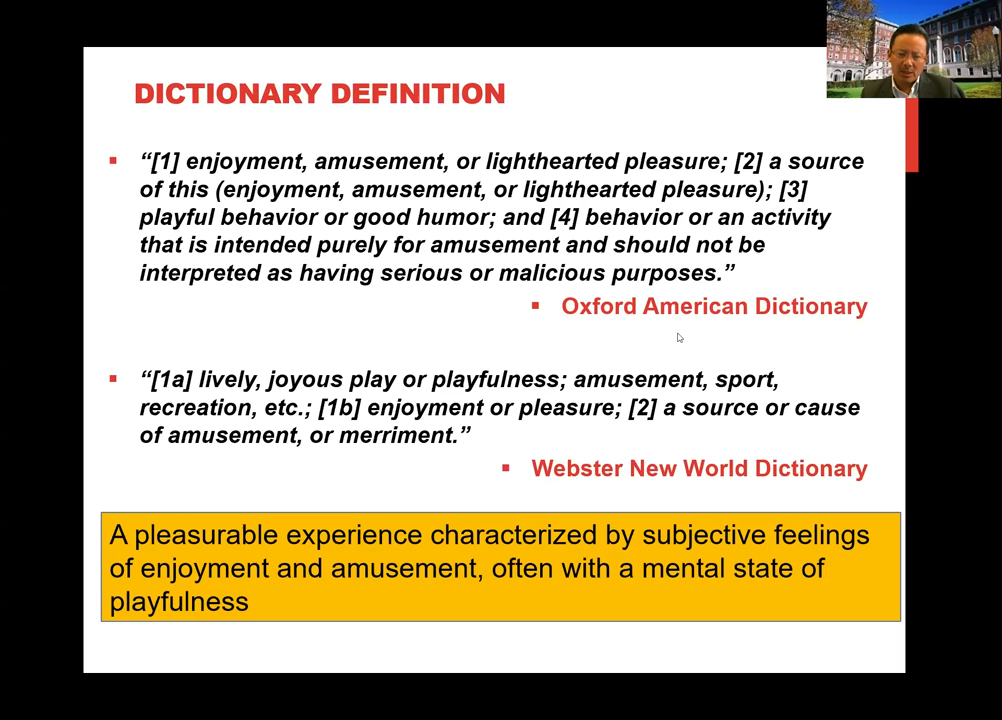 DICTIONARY DEFINITION
▪ “[1] enjoyment, amusement, or lighthearted pleasure; [2] a source
of this (enjoyment, amusement, or lighthearted pleasure); [3]
playful behavior or good humor; and [4] behavior or an activity
that is intended purely for amusement and should not be
interpreted as having serious or malicious purposes.”
▪ Oxford American Dictionary
▪ “[1a] lively, joyous play or playfulness; amusement, sport,
recreation, etc.; [1b] enjoyment or pleasure; [2] a source or cause
of amusement, or merriment.”
▪ Webster New World Dictionary
A pleasurable experience characterized by subjective feelings
of enjoyment and amusement, often with a mental state of
playfulness